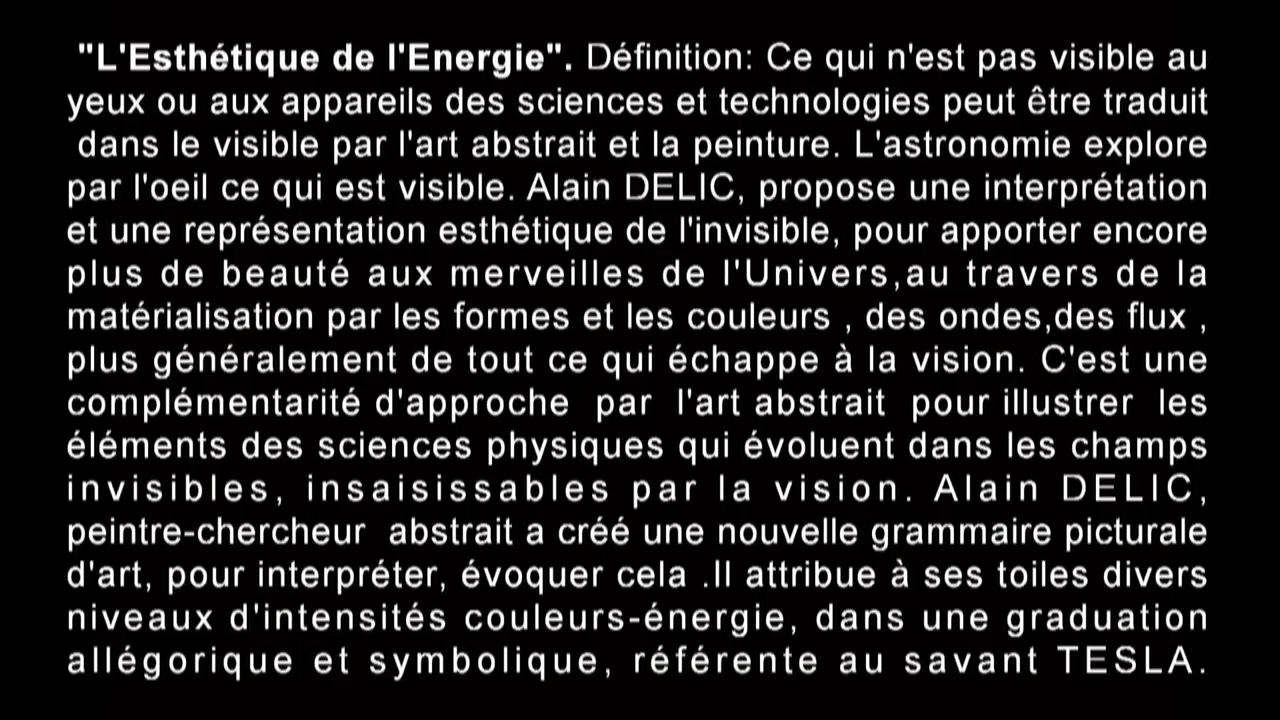 "L'Esthétique de l'Energie". Définition: Ce qui n'est pas visible au
yeux ou aux appareils des sciences et technologies peut être traduit
dans le visible par l'art abstrait et la peinture. L'astronomie explore
par l'oeil ce qui est visible. Alain DELIC, propose une interprétation
et une représentation esthétique de l'invisible, pour apporter encore
plus de beauté aux merveilles de l'Univers,au travers de la
matérialisation par les formes et les couleurs , des ondes,des flux ,
plus généralement de tout ce qui échappe à la vision. C'est une
complémentarité d'approche par l'art abstrait pour illustrer les
éléments des sciences physiques qui évoluent dans les champs
invisibles, insaisissables par la vision. Alain DELIC,
peintre-chercheur abstrait a créé une nouvelle grammaire picturale
d'art, pour interpréter, évoquer cela .Il attribue à ses toiles divers
niveaux d'intensités couleurs-énergie, dans une graduation
allégorique et symbolique, référente au savant TESLA.